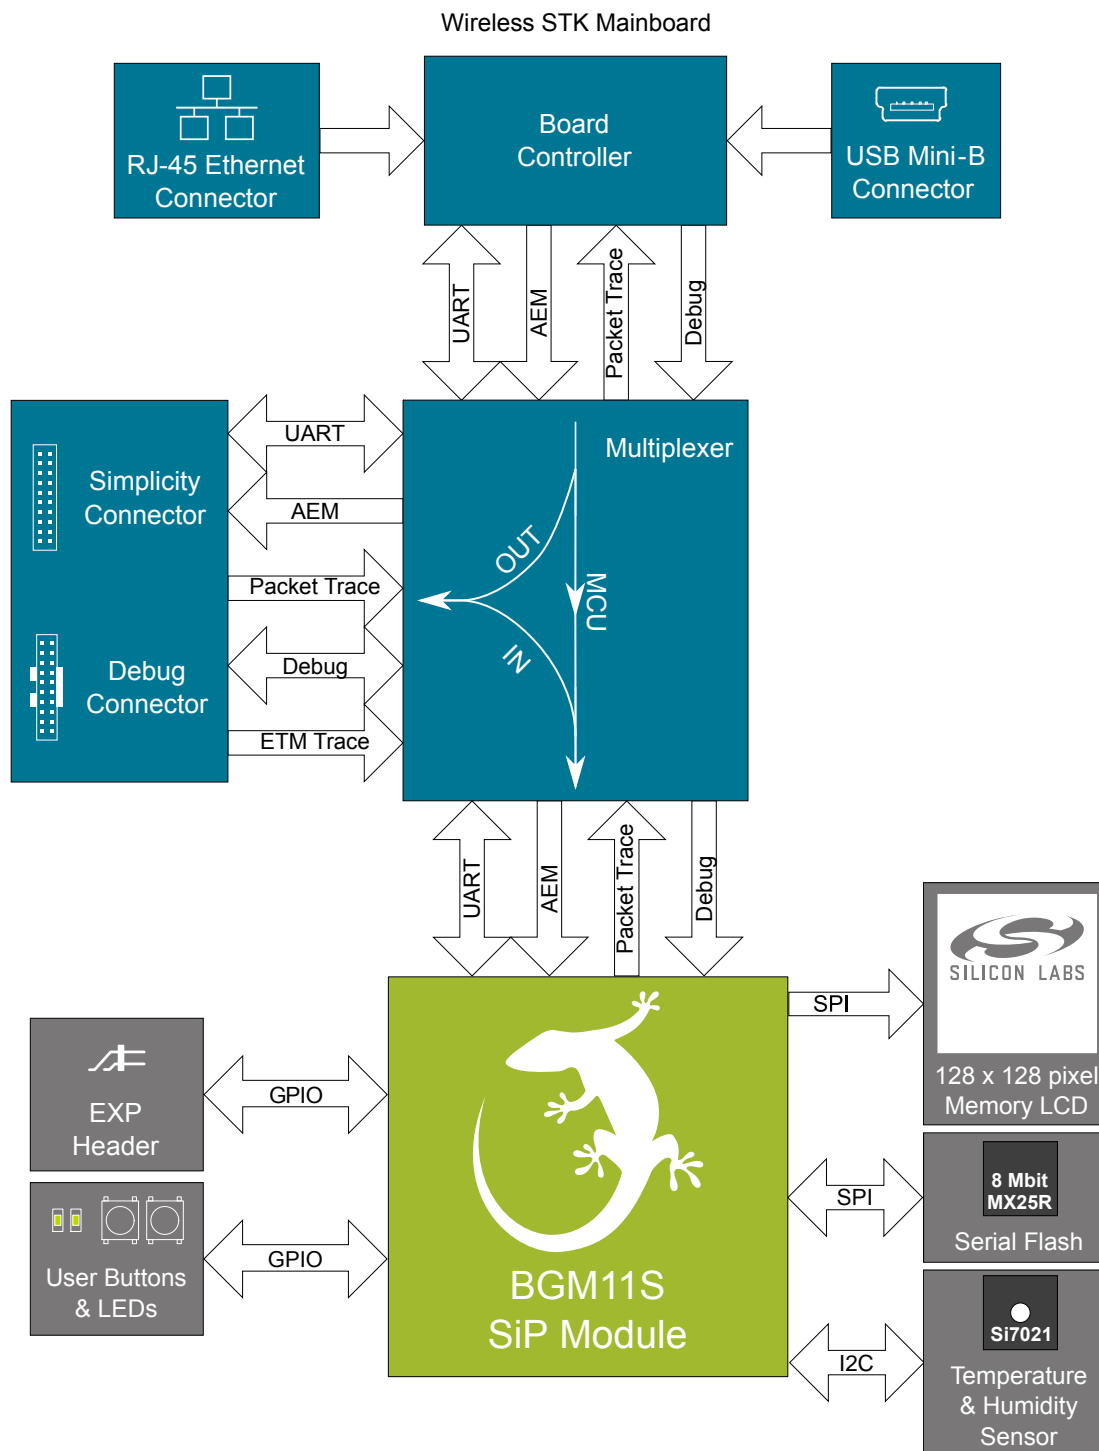 Wireless STK Mainboard
RJ-45 Ethernet
Connector
Board
Controller
USB Mini-B
Connector
UART
AEM
Packet Trace
Debug
Simplicity
Connector
Debug
Connector
UART
AEM
Packet Trace
Debug
ETM Trace
Multiplexer
OUT
MCU
IN
UART
AEM
Packet Trace
Debug
EXP
Header
GPIO
User Buttons
& LEDs
GPIO
BGM11S
SiP Module
SPI
SILICON LABS
128 x 128 pixel
Memory LCD
SPI
8 Mbit
MX25R
Serial Flash
I2C
Si7021
Temperature
& Humidity
Sensor